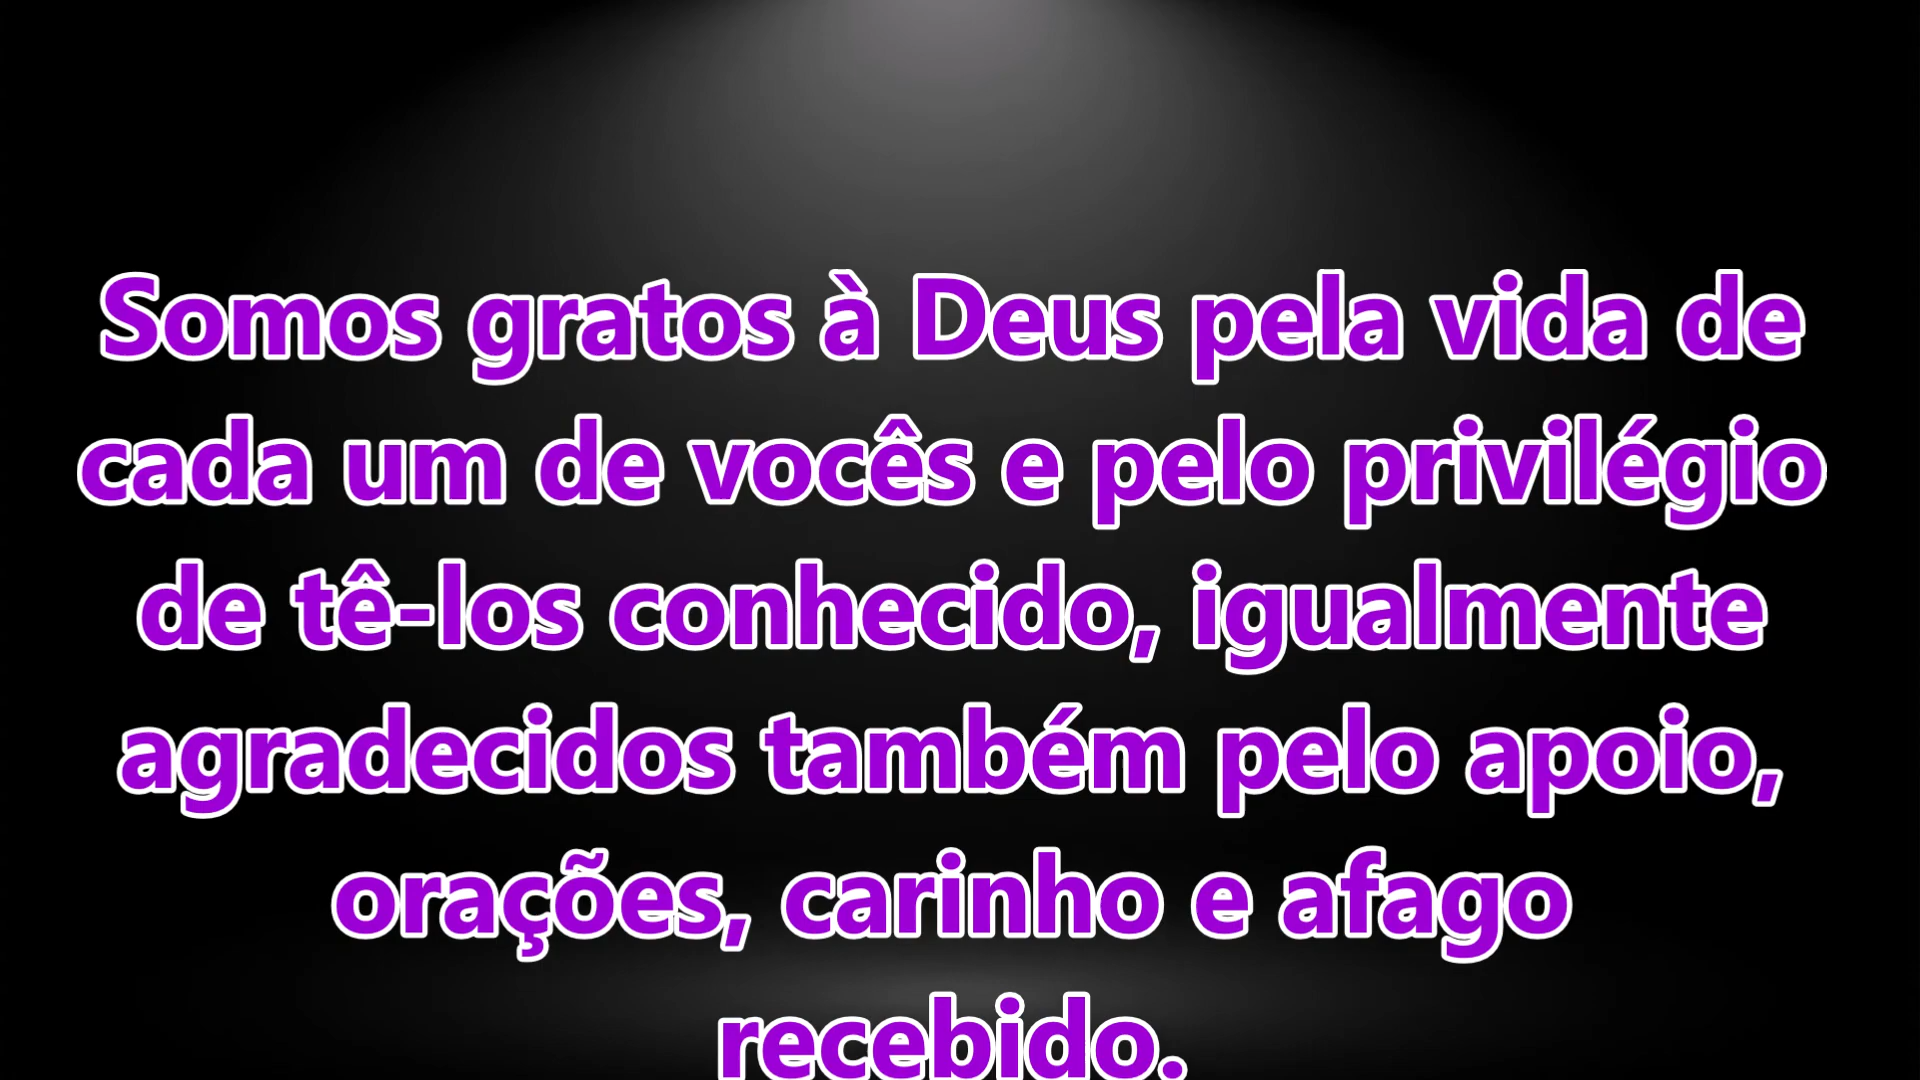 Somos gratos à Deus pela vida de
cada um de vocês e pelo privilégio
de tê-los conhecido, igualmente
agradecidos também pelo apoio,
orações, carinho e afago
recebido.